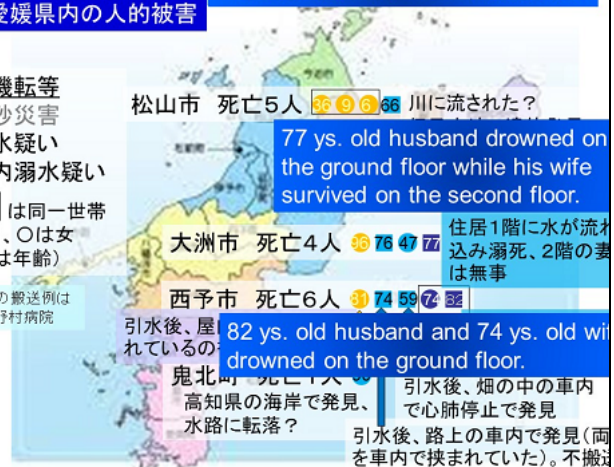 愛媛県内の人的被害
機転等
砂災害
水疑い
内溺水疑い
は同一世帯
、〇は女
は年齢）
の搬送例は
野村病院
松山市 死亡５人 36 9 6 66 川に流された？
77 ys. old husband drowned on
the ground floor while his wife
survived on the second floor.
大洲市 死亡４人 96 76 47 77
住居１階に水が流れ
込み溺死、２階の妻
は無事
西予市 死亡６人 81 74 59 74 82
引水後、屋
れているの
82 ys. old husband and 74 ys. old wif
drowned on the ground floor.
鬼北町 死亡１人
高知県の海岸で発見、
水路に転落？
引水後、畑の中の車内
で心肺停止で発見
引水後、路上の車内で発見（両
を車内で挟まれていた）。不搬送